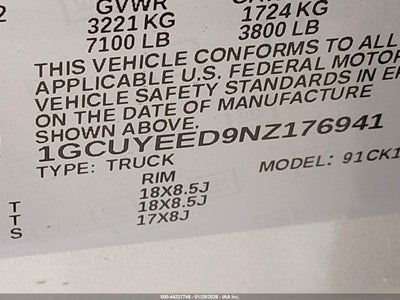 GVWR
3221 KG
1724 KG
7100 LB
3800 LB
THIS VEHICLE CONFORMS TO ALL
APPLICABLE U.S. FEDERAL MOTOR
VEHICLE SAFETY STANDARDS IN EF
ON THE DATE OF MANUFACTURE
SHOWN ABOVE.
1GCUYEED9NZ176941
TYPE: TRUCK
MODEL: 91CK1
RIM
18X8.5J
T 18X8.5J
T 17X8J
S
500-44237746 - 01/28/2026 - IAA Inc.